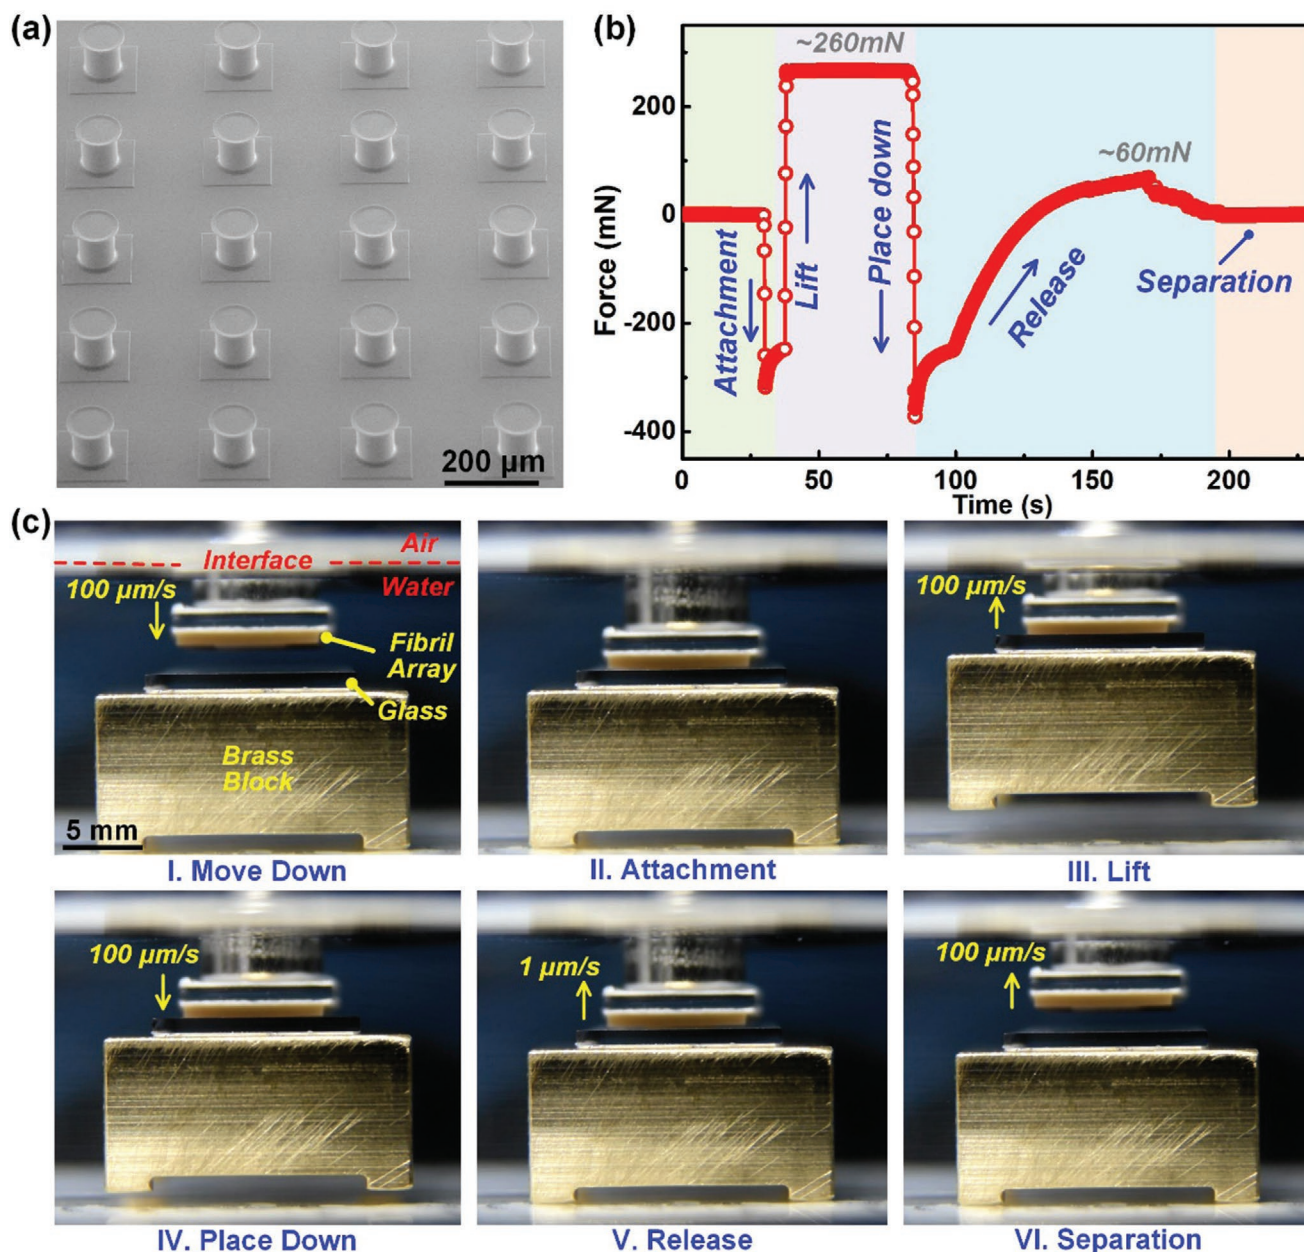 (a)
200 µm
(b)
Force (mN)
200
0
-200
-400
0
50
100
150
200
Time (s)
~260mN
~60mN
Attachment
Lift
Place down
Release
Separation
(c)
Interface
Air
Water
100 µm/s
Fibril
Array
Glass
Brass
Block
5 mm
I. Move Down
II. Attachment
100 µm/s
III. Lift
100 µm/s
IV. Place Down
1 µm/s
V. Release
100 µm/s
VI. Separation